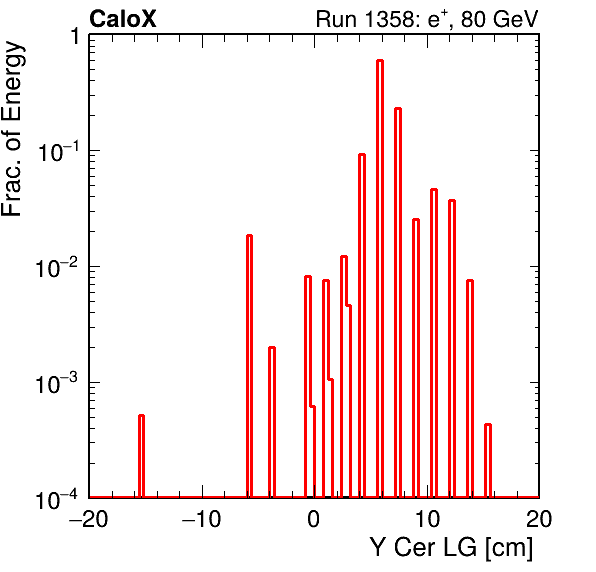 CaloX Run 1358: e⁺, 80 GeV
Frac. of Energy
1
10⁻¹
10⁻²
10⁻³
10⁻⁴
−20 −10 0 10 20
Y Cer LG [cm]